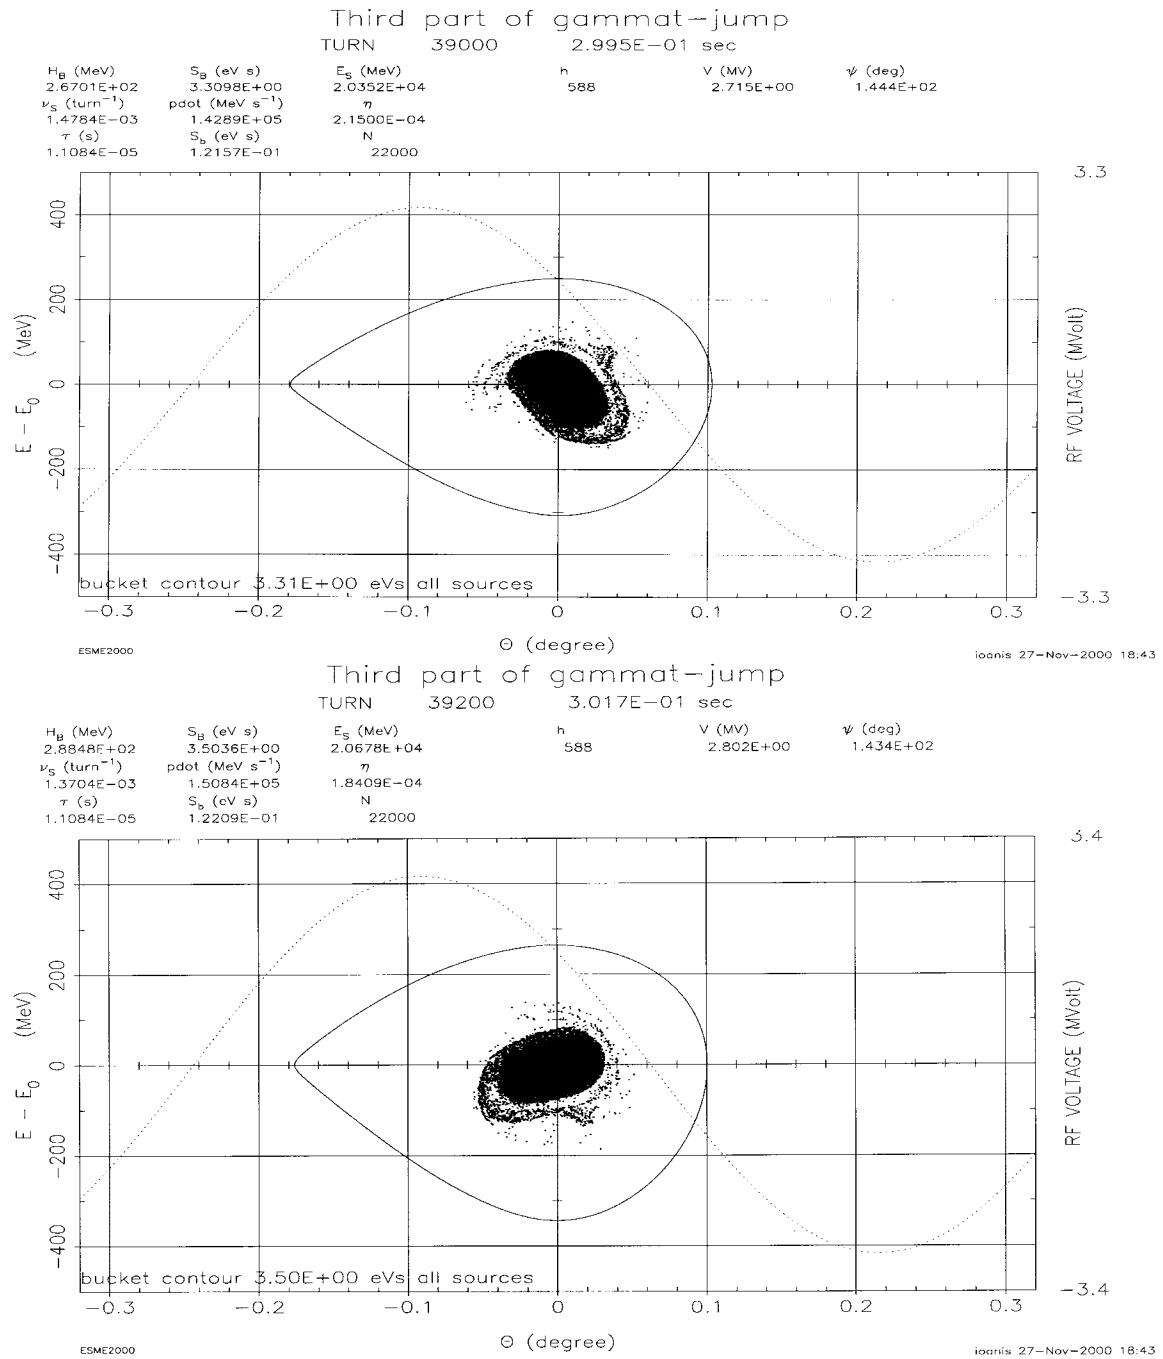 Third part of gammat-jump
TURN 39000 2.995E-01 sec
H_B (MeV) S_B (eV s) E_S (MeV) h V (MV) ψ (deg)
2.6701E+02 3.3098E+00 2.0352E+04 588 2.715E+00 1.444E+02
ν_S (turn⁻¹) pdot (MeV s⁻¹) η
1.4784E-03 1.4289E+05 2.1500E-04
τ (s) S_b (eV s) N
1.1084E-05 1.2157E-01 22000
3.3
400
200
0
-200
-400
E - E_0 (MeV)
RF VOLTAGE (MVolt)
bucket contour 3.31E+00 eVs all sources
-3.3
-0.3 -0.2 -0.1 0 0.1 0.2 0.3
Θ (degree)
ESME2000 ioanis 27-Nov-2000 18:43
Third part of gammat-jump
TURN 39200 3.017E-01 sec
H_B (MeV) S_B (eV s) E_S (MeV) h V (MV) ψ (deg)
2.8848E+02 3.5036E+00 2.0678E+04 588 2.802E+00 1.434E+02
ν_S (turn⁻¹) pdot (MeV s⁻¹) η
1.3704E-03 1.5084E+05 1.8409E-04
τ (s) S_b (eV s) N
1.1084E-05 1.2209E-01 22000
3.4
400
200
0
-200
-400
E - E_0 (MeV)
RF VOLTAGE (MVolt)
bucket contour 3.50E+00 eVs all sources
-3.4
-0.3 -0.2 -0.1 0 0.1 0.2 0.3
Θ (degree)
ESME2000 ioanis 27-Nov-2000 18:43